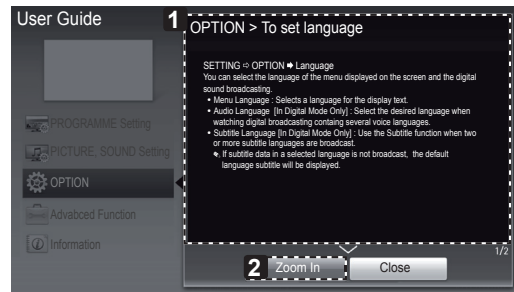 User Guide
1
OPTION > To set language
SETTING ⇨ OPTION ➡ Language
You can select the language of the menu displayed on the screen and the digital
sound broadcasting.
• Menu Language : Selects a language for the display text.
• Audio Language [In Digital Mode Only] : Select the desired language when
watching digital broadcasting containg several voice languages.
• Subtitle Language [In Digital Mode Only] : Use the Subtitle function when two
or more subtitle languages are broadcast.
If subtitle data in a selected language is not broadcast, the default
language subtitle will be displayed.
PROGRAMME Setting
PICTURE, SOUND Setting
OPTION
Advabced Function
Information
1/2
2
Zoom In
Close